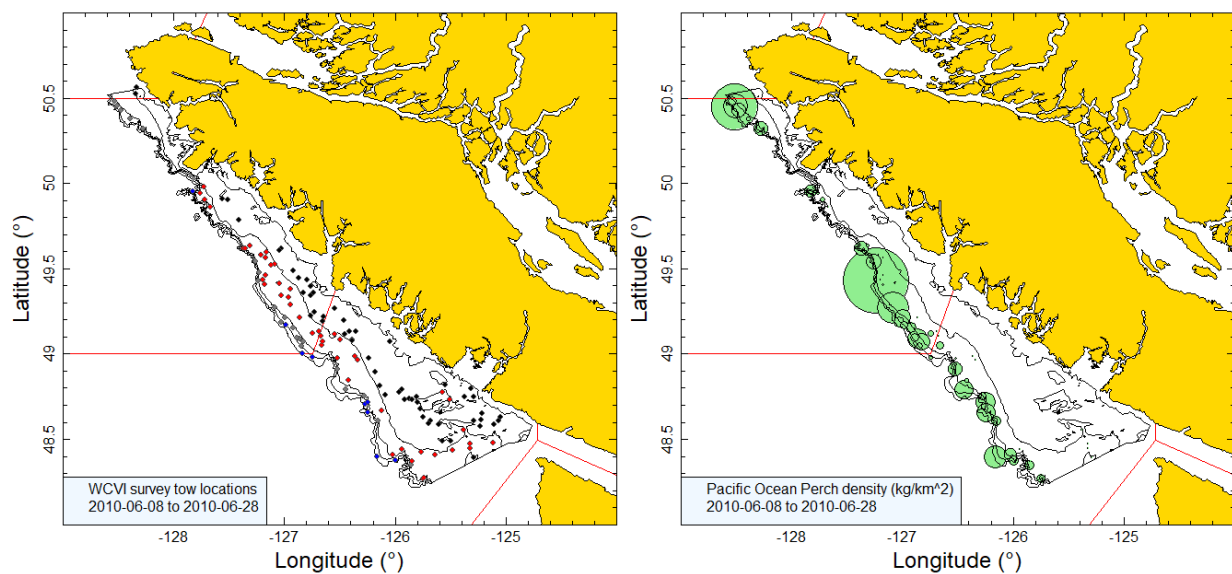 50.5
50
49.5
49
48.5
Latitude (°)
WCVI survey tow locations
2010-06-08 to 2010-06-28
-128
-127
-126
-125
Longitude (°)
50.5
50
49.5
49
48.5
Latitude (°)
Pacific Ocean Perch density (kg/km^2)
2010-06-08 to 2010-06-28
-128
-127
-126
-125
Longitude (°)